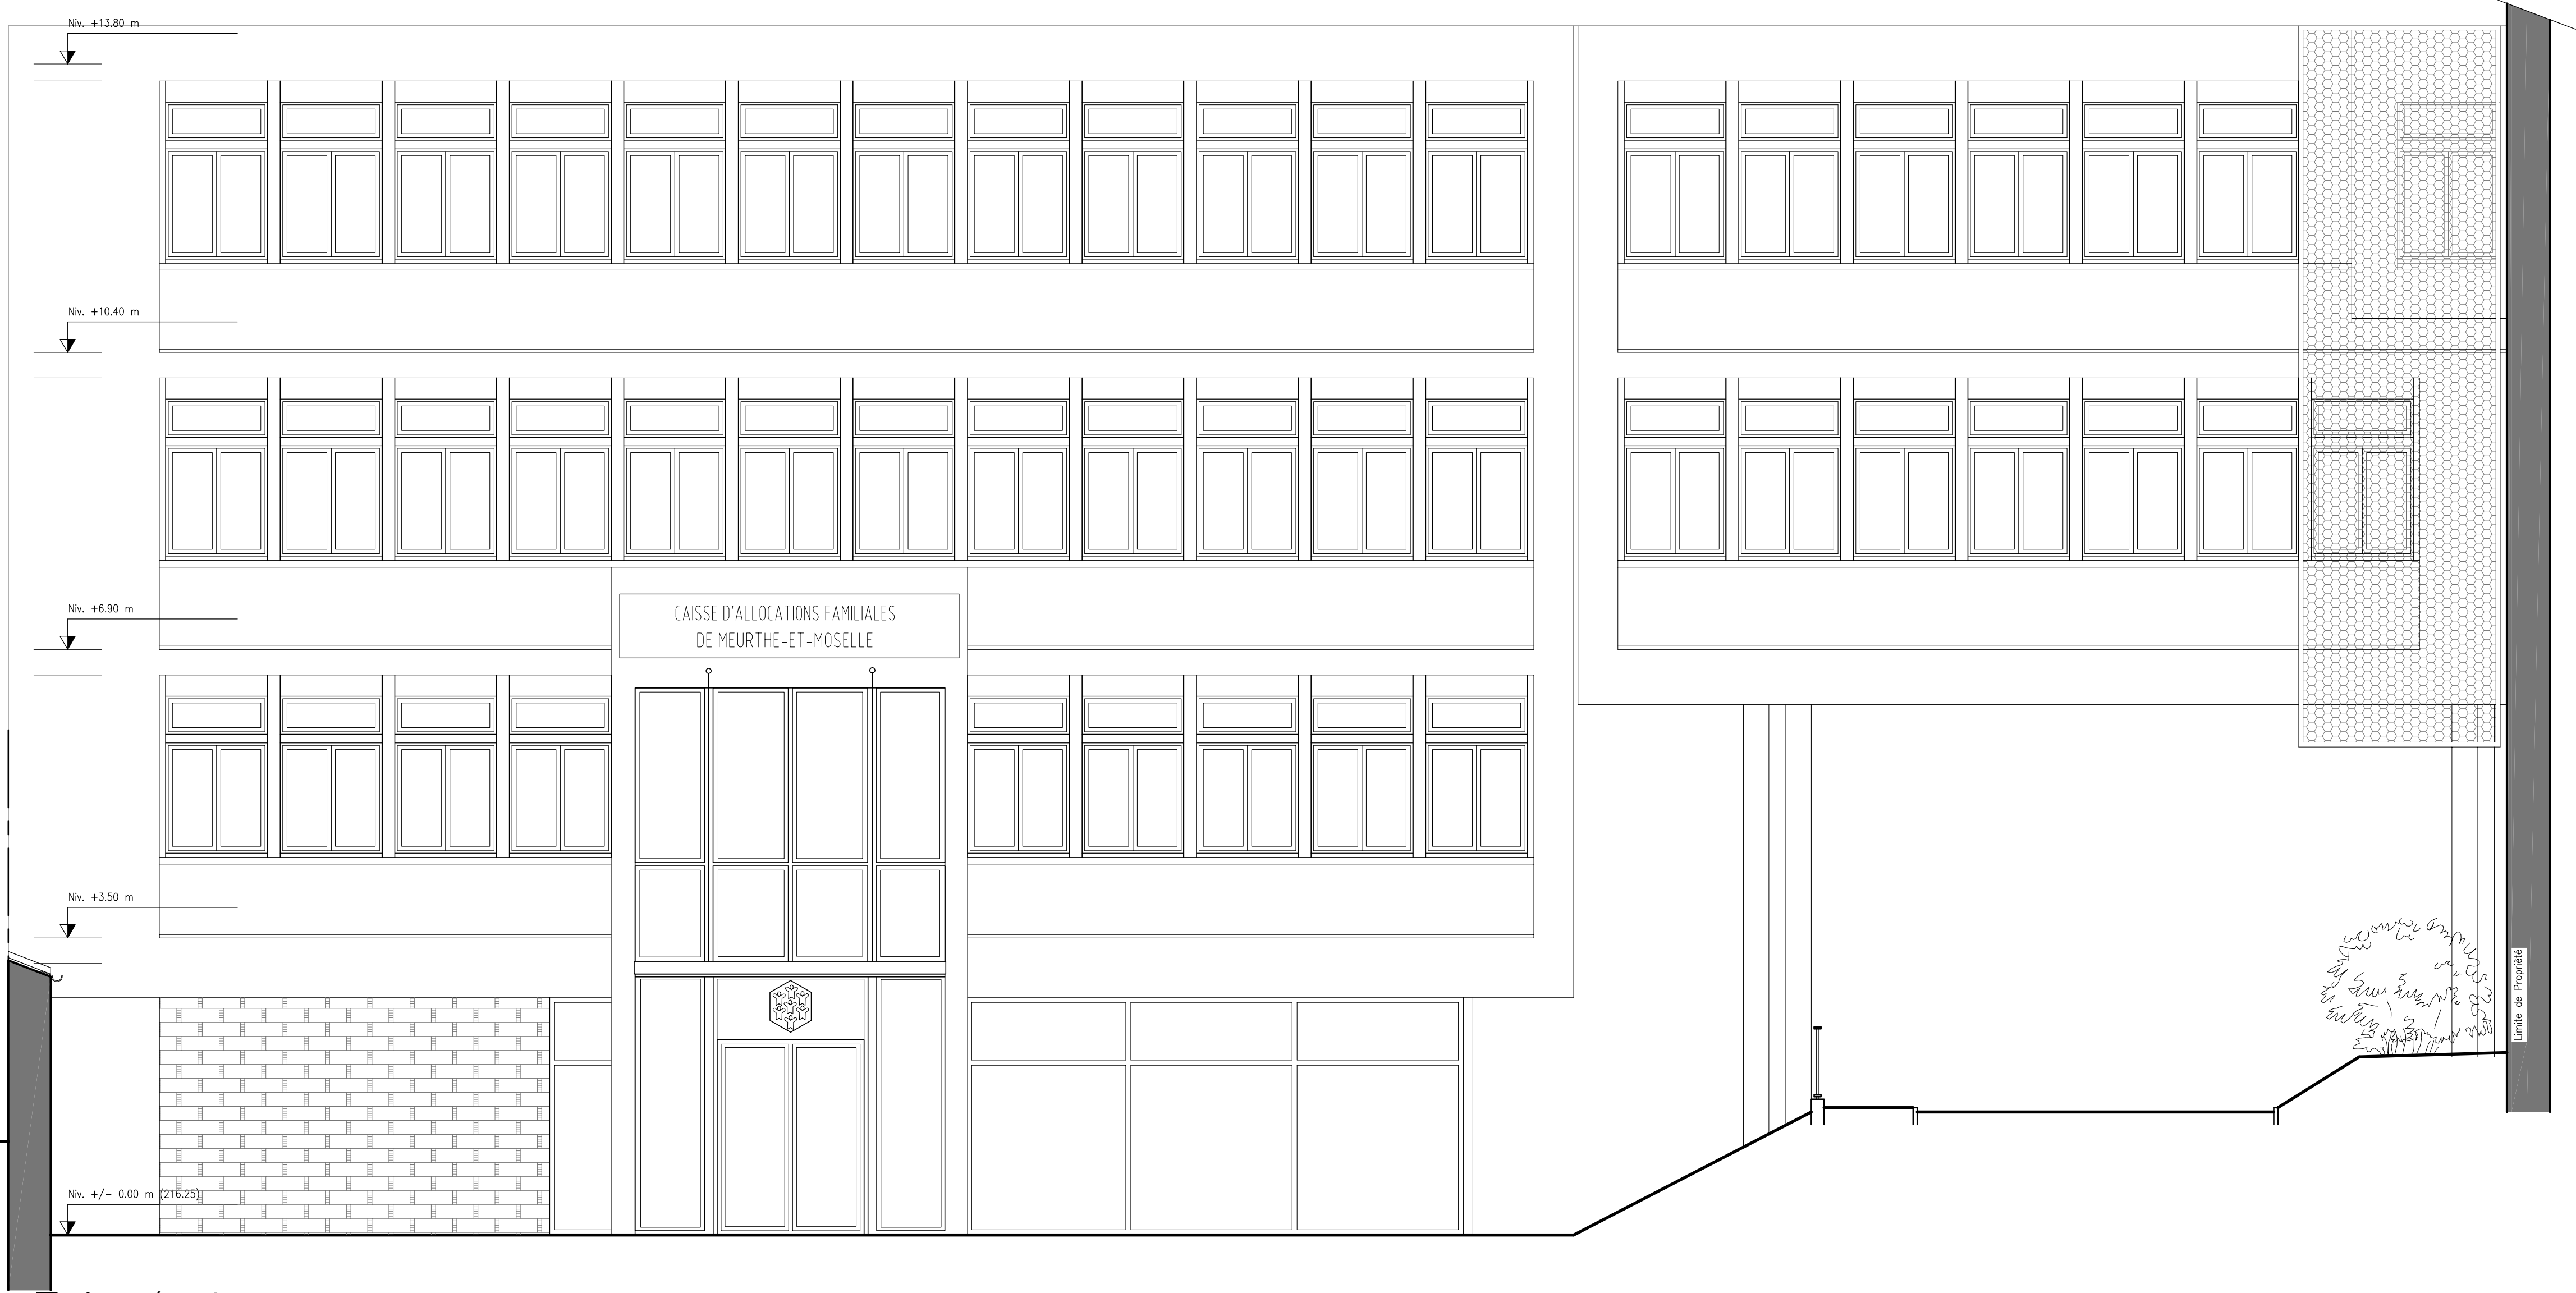 Niv. +13.80 m
Niv. +10.40 m
Niv. +6.90 m
CAISSE D'ALLOCATIONS FAMILIALES
DE MEURTHE-ET-MOSELLE
Niv. +3.50 m
Limite de Propriété
Niv. +/- 0.00 m (216.25)